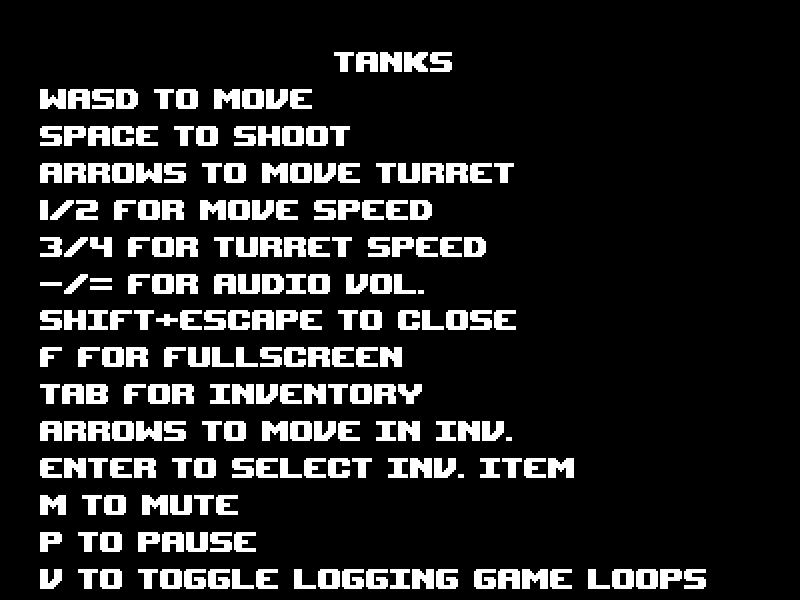 TANKS
WASD TO MOVE
SPACE TO SHOOT
ARROWS TO MOVE TURRET
1/2 FOR MOVE SPEED
3/4 FOR TURRET SPEED
-/= FOR AUDIO VOL.
SHIFT+ESCAPE TO CLOSE
F FOR FULLSCREEN
TAB FOR INVENTORY
ARROWS TO MOVE IN INV.
ENTER TO SELECT INV. ITEM
M TO MUTE
P TO PAUSE
V TO TOGGLE LOGGING GAME LOOPS